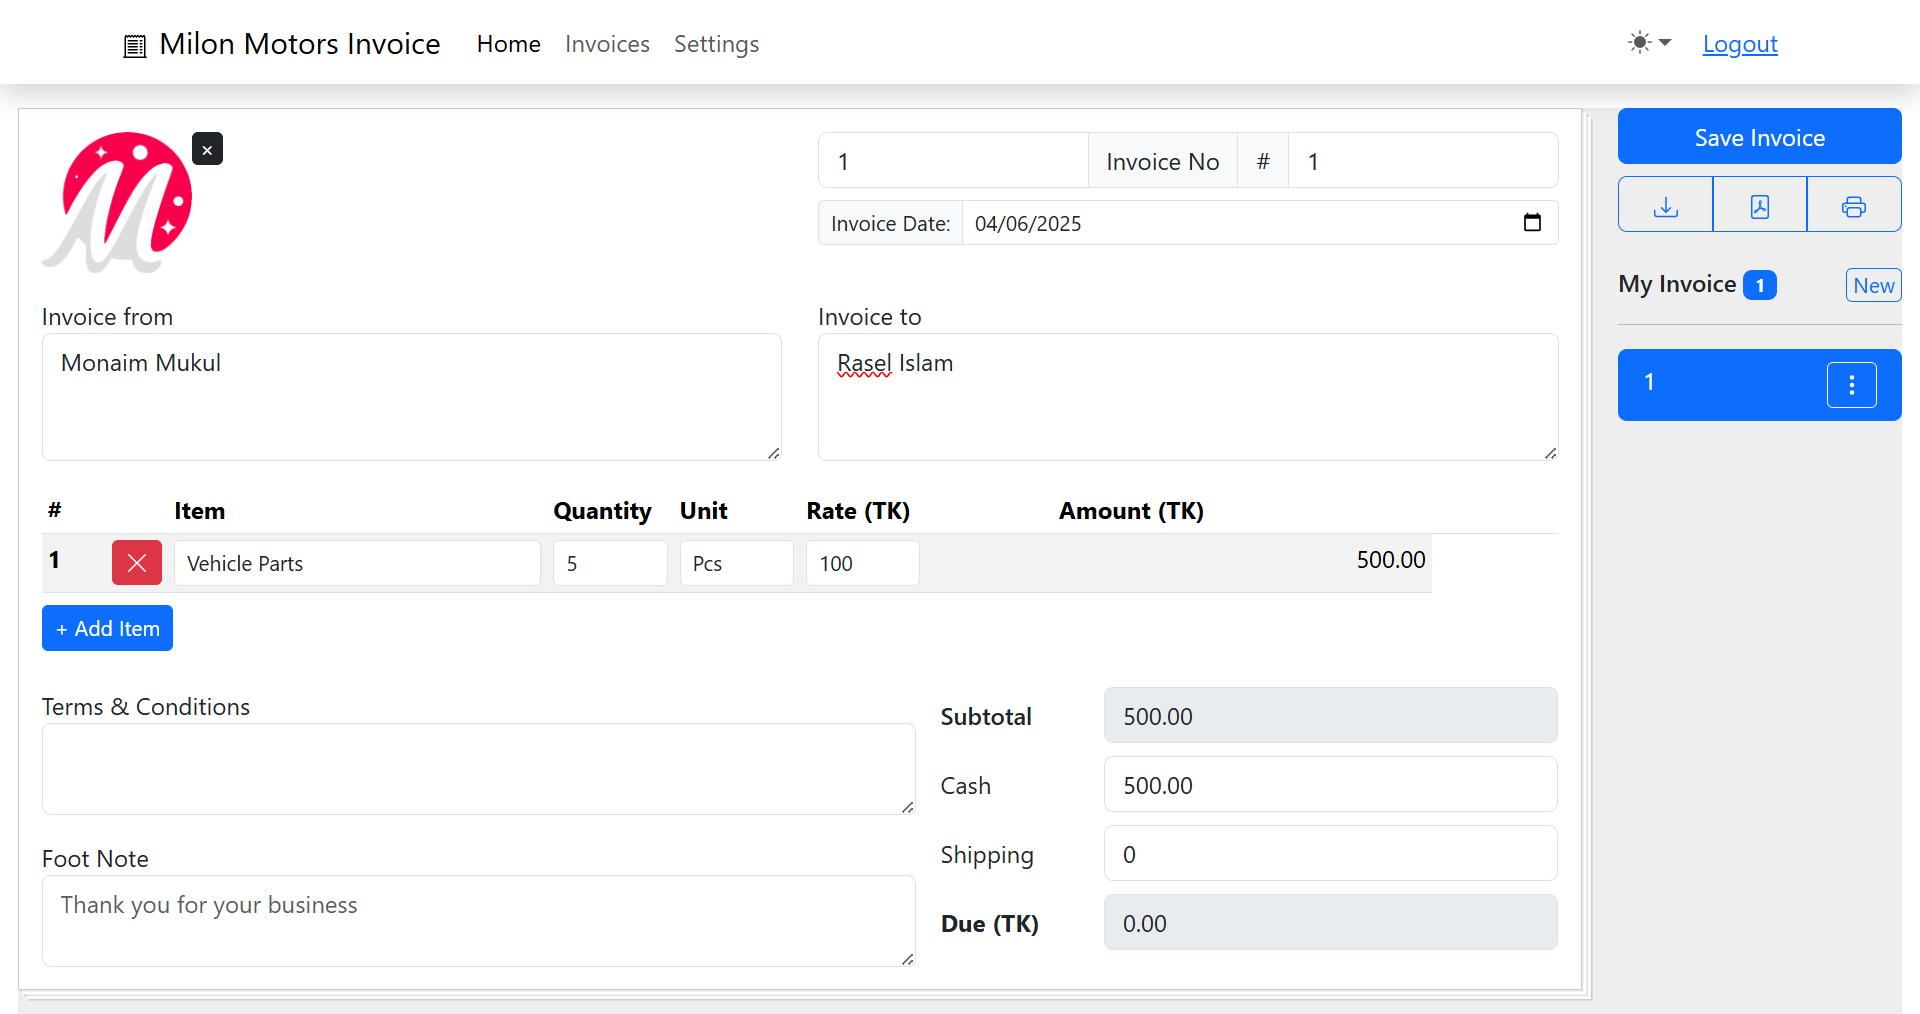 Milon Motors Invoice Home Invoices Settings Logout
M
×
1 Invoice No # 1
Invoice Date: 04/06/2025
Invoice from
Monaim Mukul
Invoice to
Rasel Islam
# Item Quantity Unit Rate (TK) Amount (TK)
1 Vehicle Parts 5 Pcs 100 500.00
+ Add Item
Terms & Conditions
Foot Note
Thank you for your business
Subtotal 500.00
Cash 500.00
Shipping 0
Due (TK) 0.00
Save Invoice
My Invoice 1 New
1